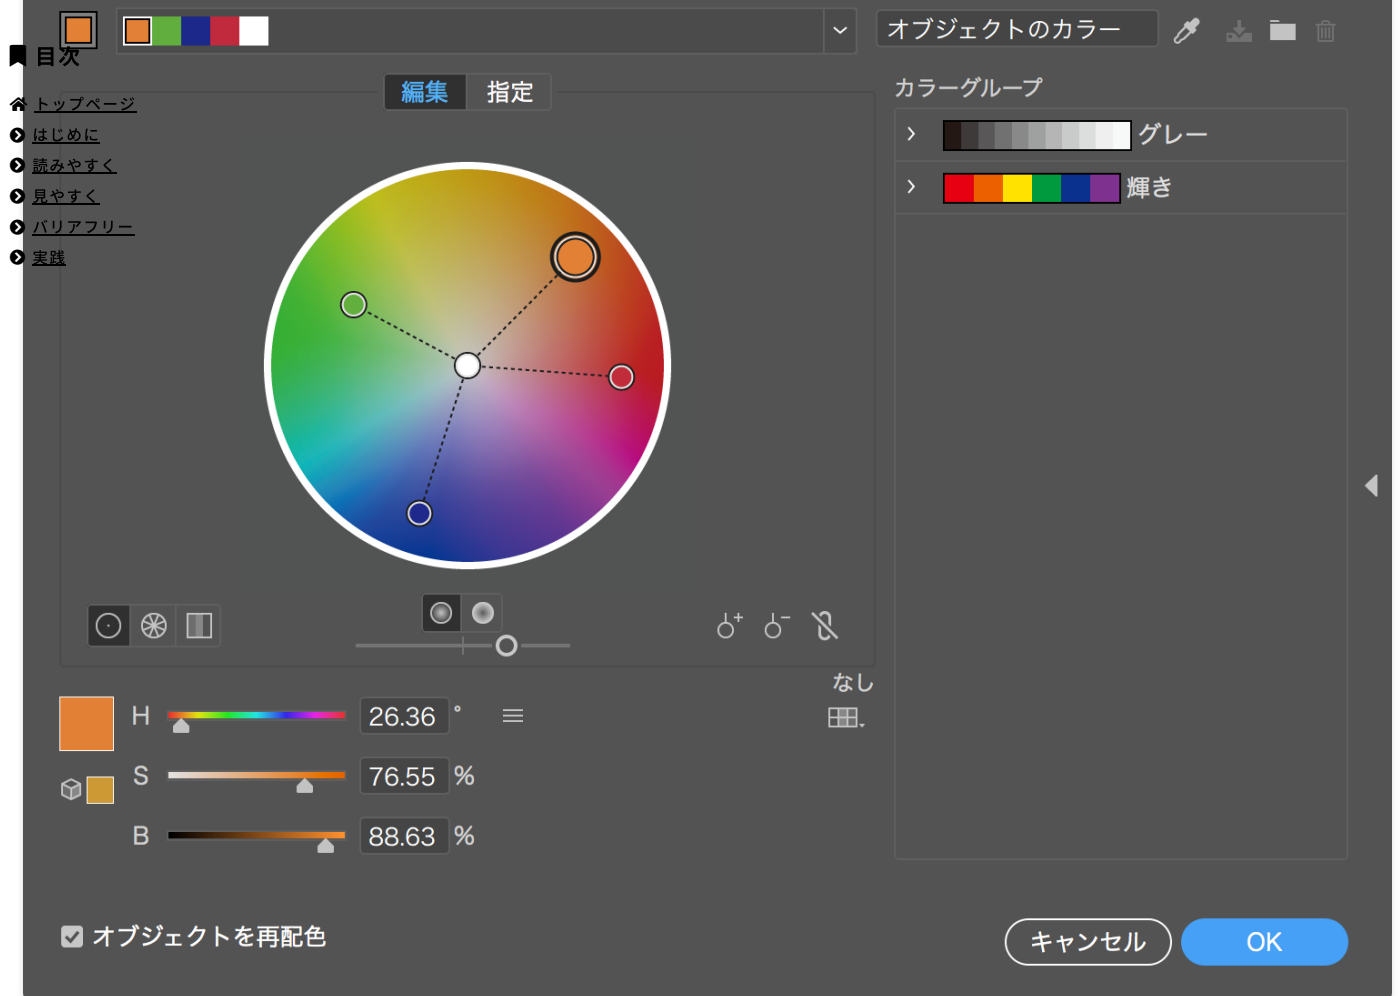 オブジェクトのカラー
目次
トップページ
はじめに
読みやすく
見やすく
バリアフリー
実践
編集
指定
カラーグループ
グレー
輝き
なし
H 26.36 °
S 76.55 %
B 88.63 %
オブジェクトを再配色
キャンセル
OK